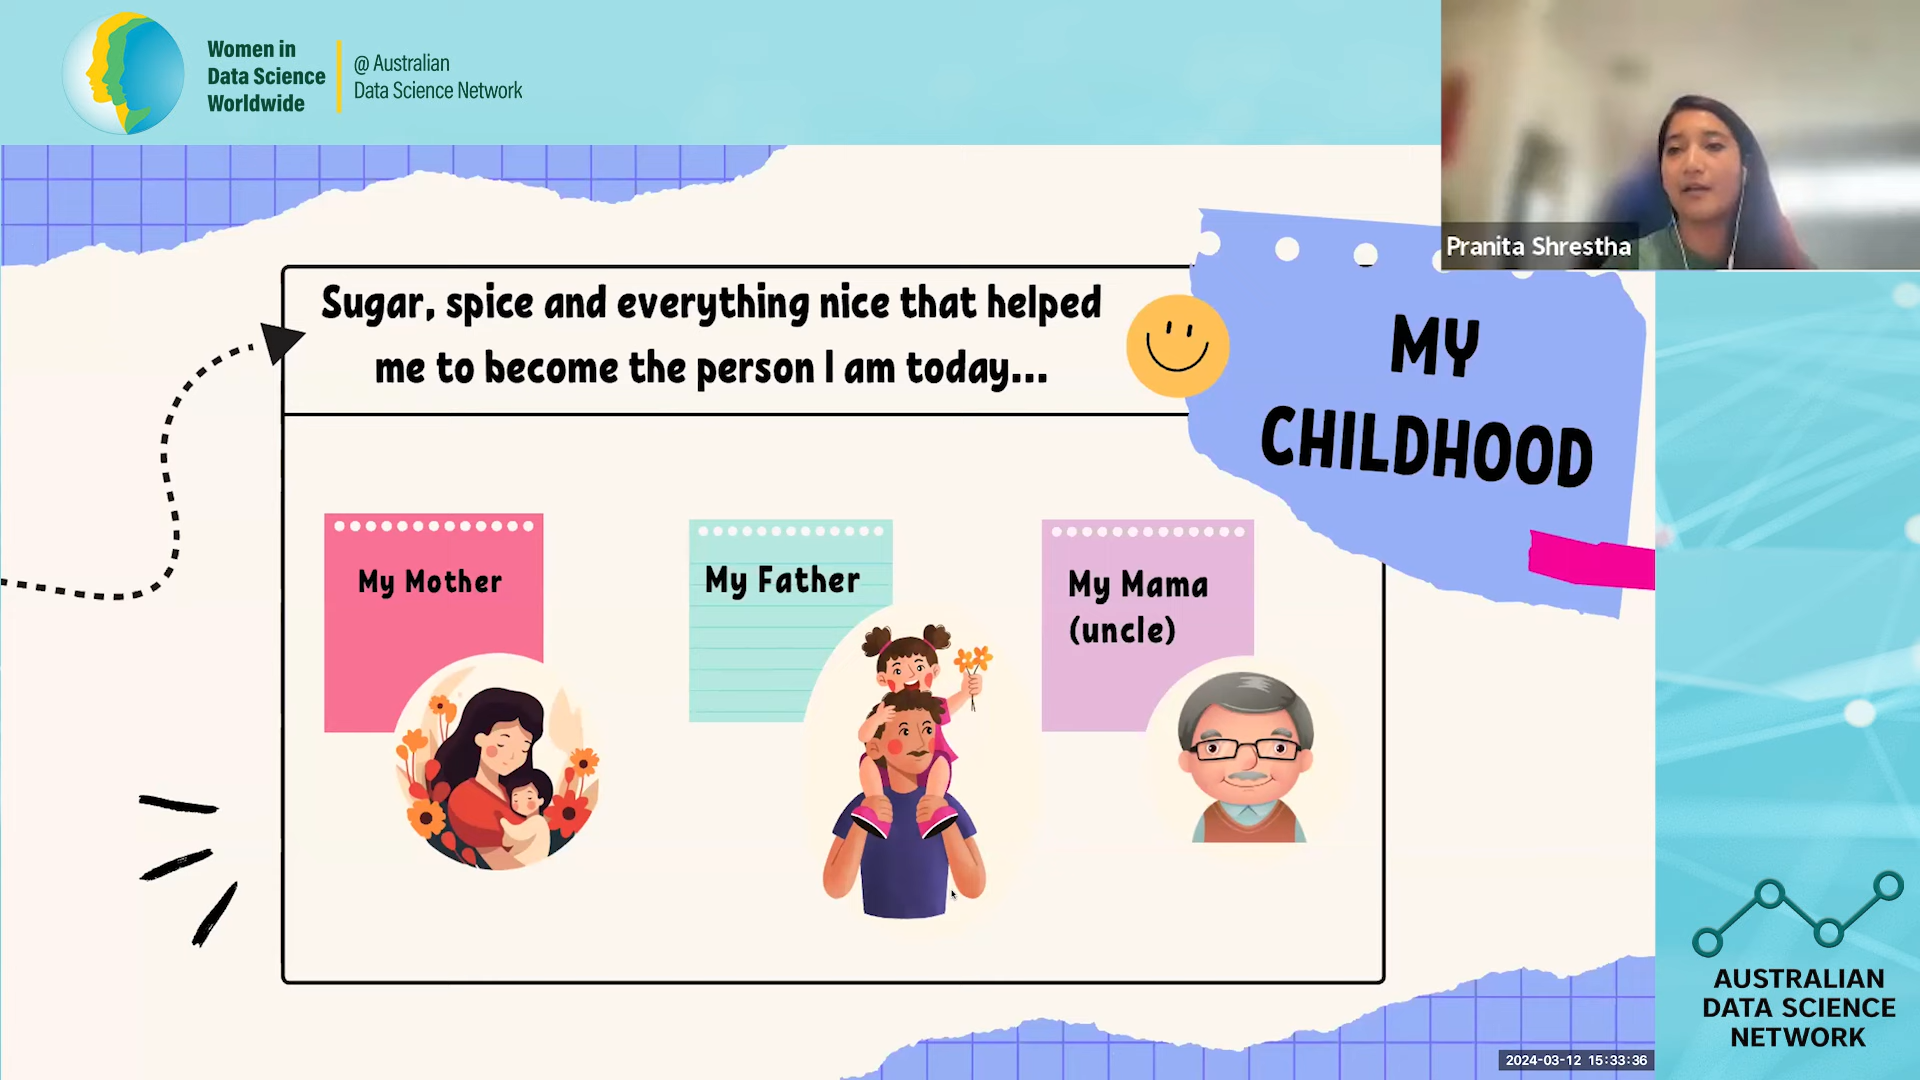 Women in
Data Science
Worldwide
@ Australian
Data Science Network
Pranita Shrestha
Sugar, spice and everything nice that helped
me to become the person I am today...
MY
CHILDHOOD
My Mother
My Father
My Mama
(uncle)
AUSTRALIAN
DATA SCIENCE
NETWORK
2024-03-12 15:33:36